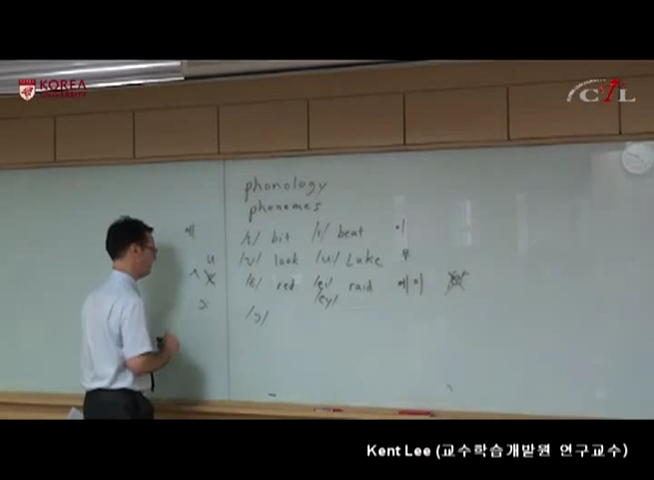 KOREA
UNIVERSITY
CTL
phonology
phonemes
에 /ɪ/ bit /i/ beat 이
u /ʊ/ look /u/ Luke 우
ㅅ /ɛ/ red /ei/ raid 에이
/ey/
/ɔ/
Kent Lee (교수학습개발원 연구교수)